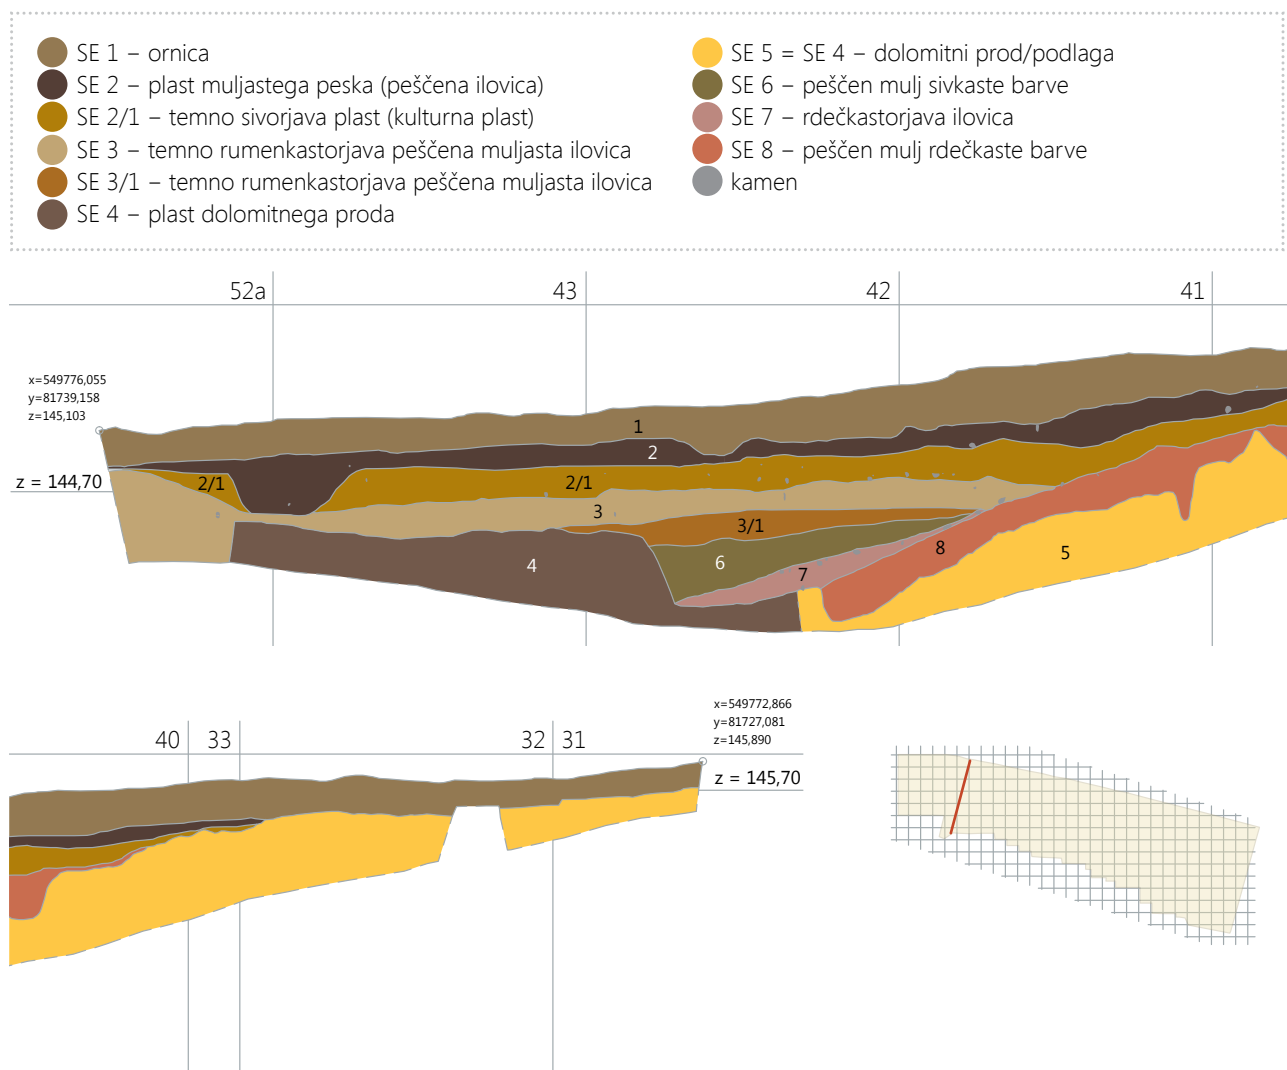 SE 1 – ornica
SE 2 – plast muljastega peska (peščena ilovica)
SE 2/1 – temno sivorjava plast (kulturna plast)
SE 3 – temno rumenkastorjava peščena muljasta ilovica
SE 3/1 – temno rumenkastorjava peščena muljasta ilovica
SE 4 – plast dolomitnega proda
SE 5 = SE 4 – dolomitni prod/podlaga
SE 6 – peščen mulj sivkaste barve
SE 7 – rdečkastorjava ilovica
SE 8 – peščen mulj rdečkaste barve
kamen
52a 43 42 41
x=549776,055
y=81739,158
z=145,103
z = 144,70
1
2
2/1 2/1
3
3/1
4
6
7
8
5
40 33 32 31
x=549772,866
y=81727,081
z=145,890
z = 145,70